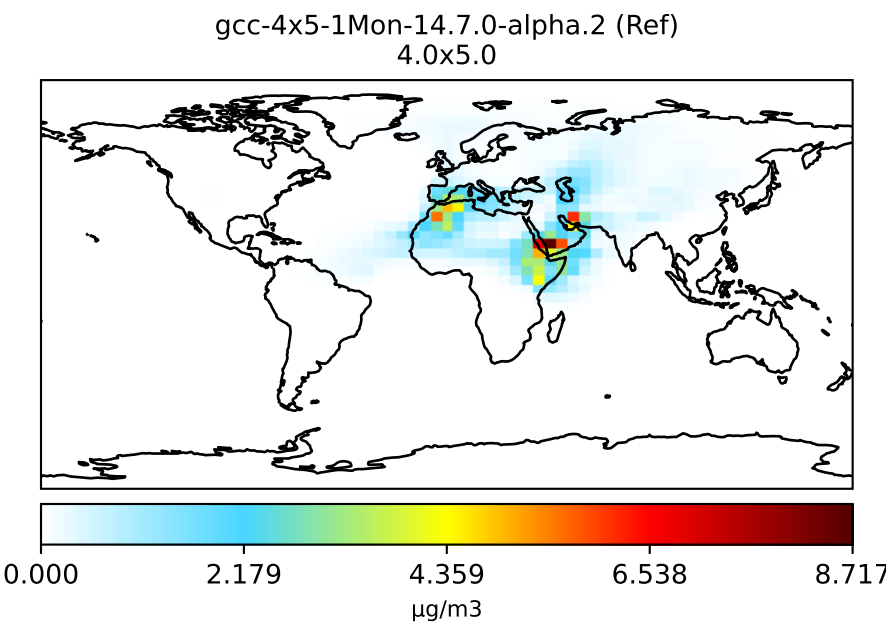 gcc-4x5-1Mon-14.7.0-alpha.2 (Ref)
4.0x5.0
0.000 2.179 4.359 6.538 8.717
μg/m3